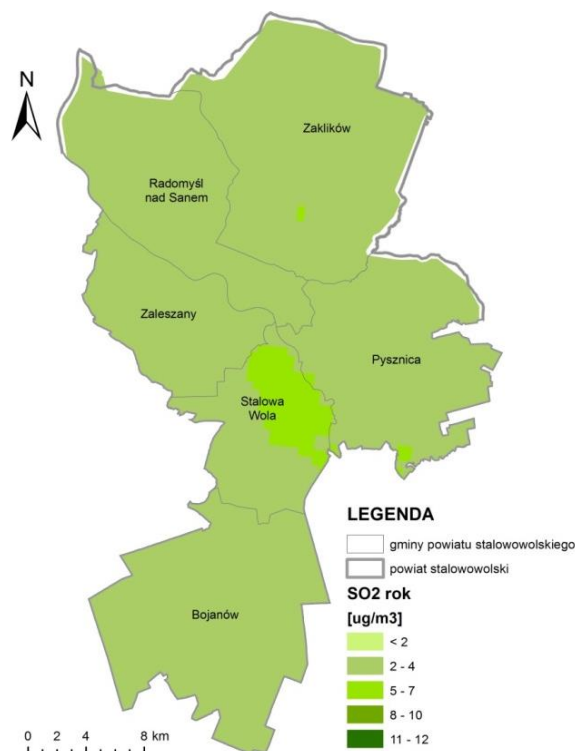 N
Zaklików
Radomyśl
nad Sanem
Zaleszany
Pysznica
Stalowa
Wola
Bojanów
LEGENDA
gminy powiatu stalowowolskiego
powiat stalowowolski
SO2 rok
[ug/m3]
< 2
2 - 4
5 - 7
8 - 10
11 - 12
0 2 4 8 km